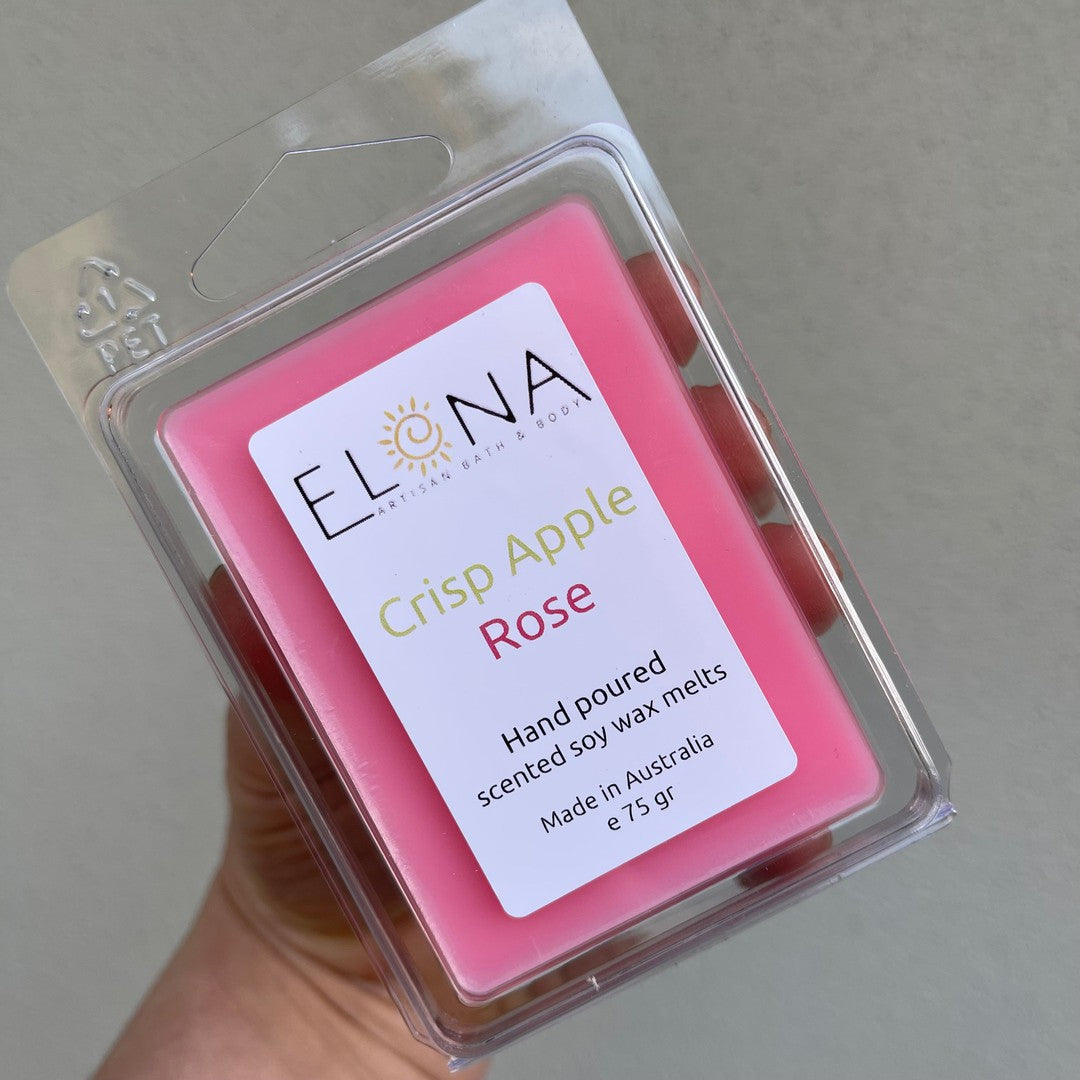 1
PET
ELONA
ARTISAN BATH & BODY
Crisp Apple
Rose
Hand poured
scented soy wax melts
Made in Australia
e 75 gr